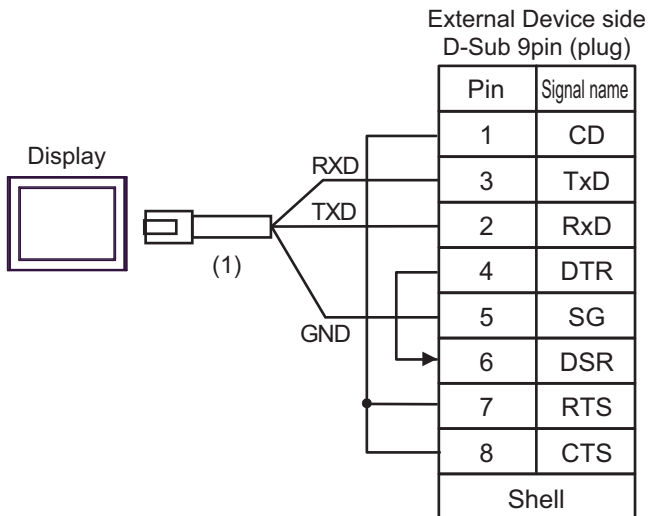 External Device side
D-Sub 9pin (plug)
Pin Signal name
1 CD
Display
RXD
3 TxD
TXD
2 RxD
(1)
4 DTR
5 SG
GND
6 DSR
7 RTS
8 CTS
Shell